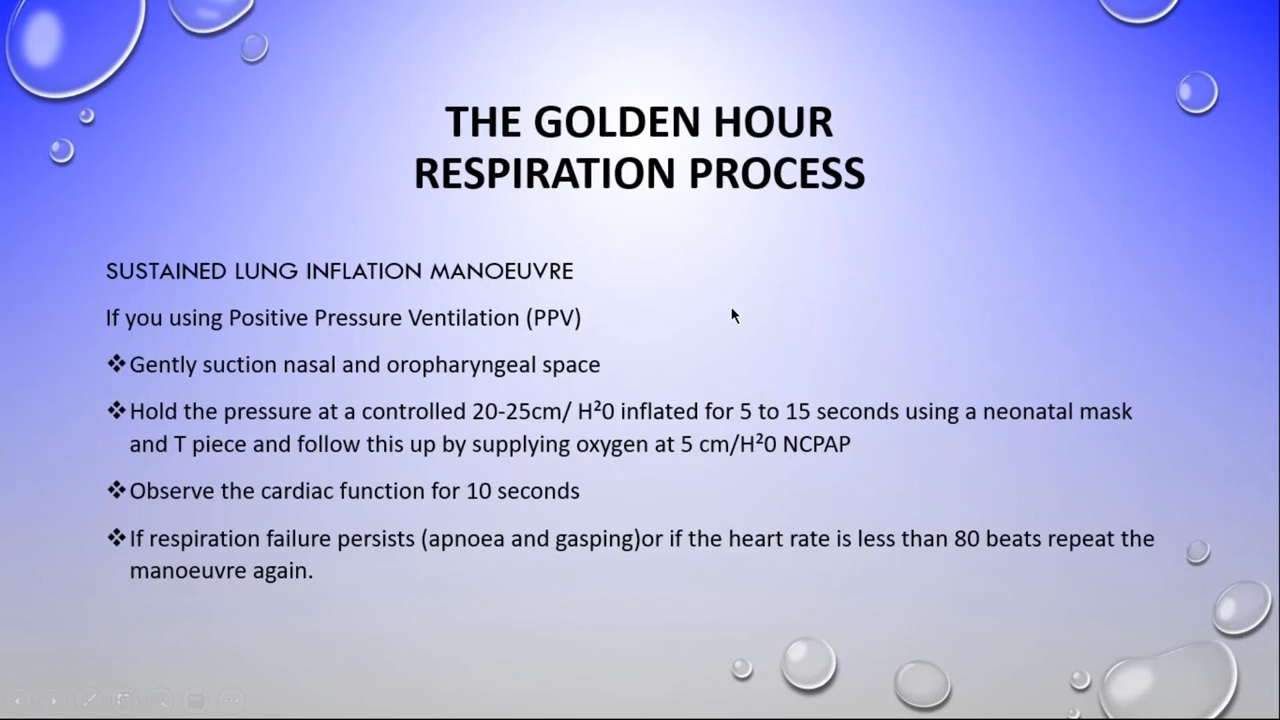 THE GOLDEN HOUR
RESPIRATION PROCESS
SUSTAINED LUNG INFLATION MANOEUVRE
If you using Positive Pressure Ventilation (PPV)
❖Gently suction nasal and oropharyngeal space
❖Hold the pressure at a controlled 20-25cm/ H²0 inflated for 5 to 15 seconds using a neonatal mask
and T piece and follow this up by supplying oxygen at 5 cm/H²0 NCPAP
❖Observe the cardiac function for 10 seconds
❖If respiration failure persists (apnoea and gasping)or if the heart rate is less than 80 beats repeat the
manoeuvre again.